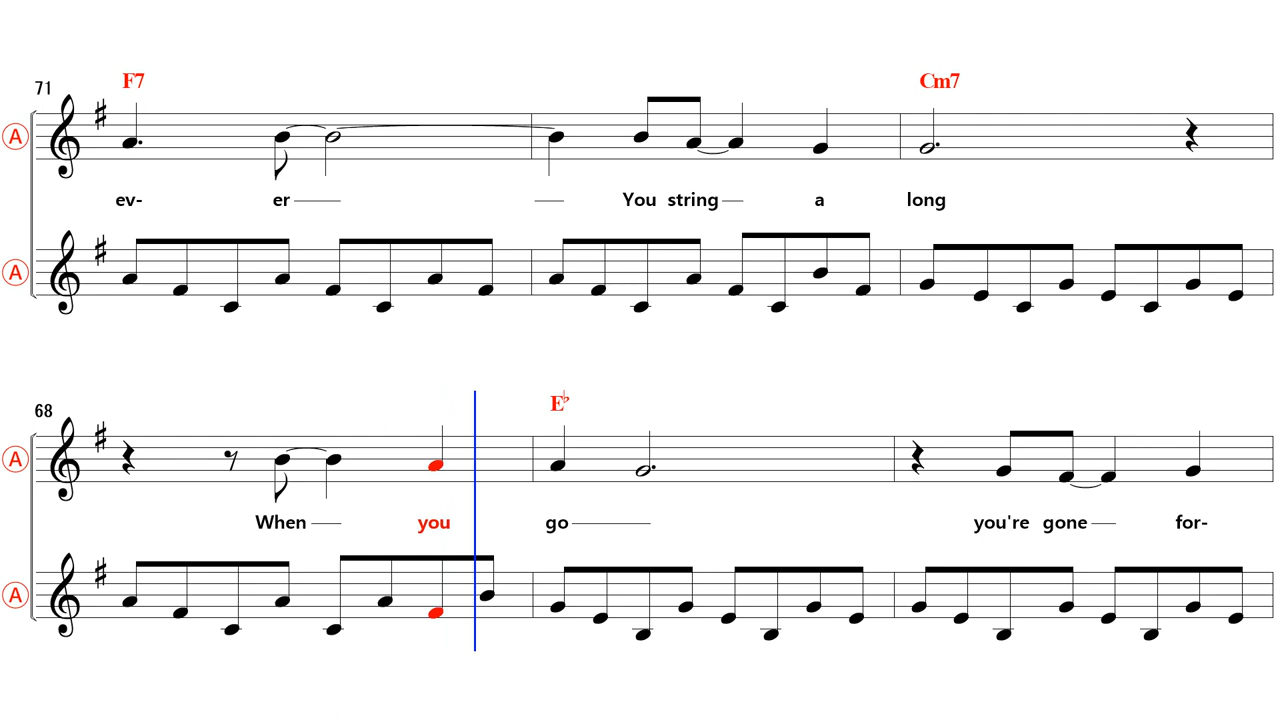 71 F7 Cm7
A
ev- er You string a long
A
68 E♭
A
When you go you're gone for-
A